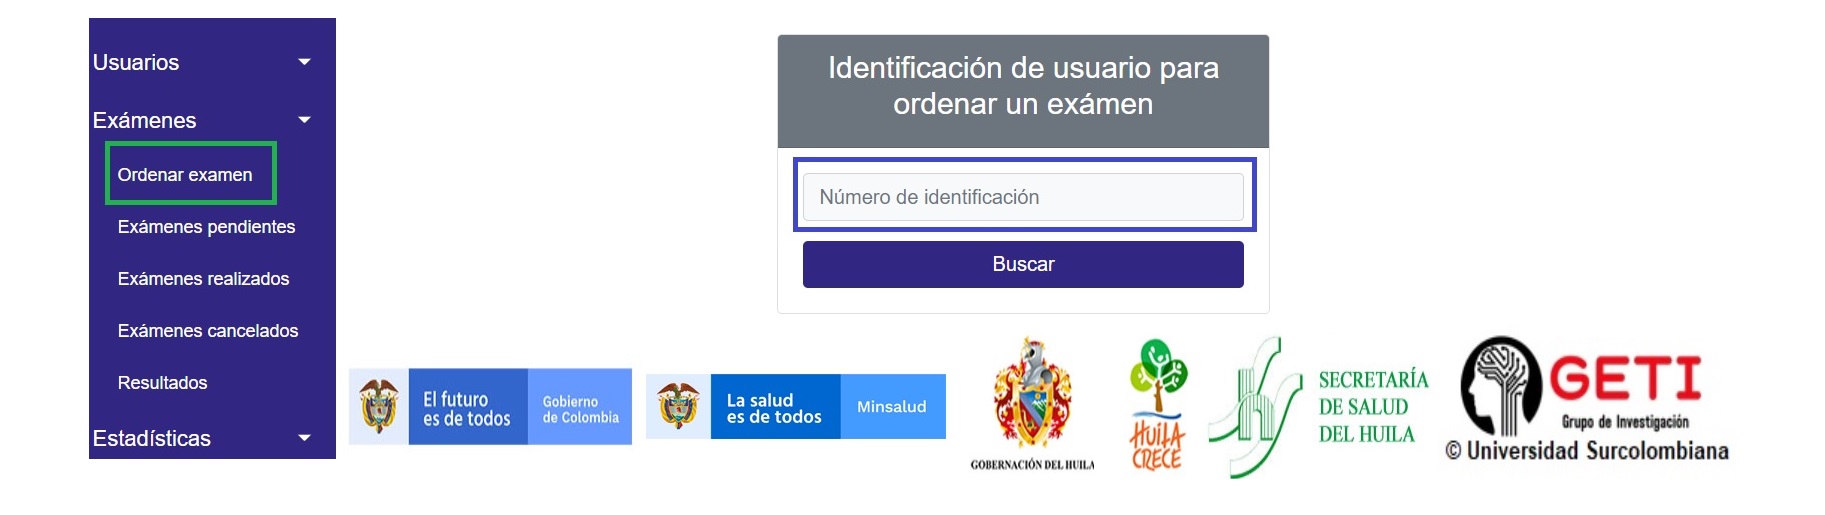 Usuarios
Exámenes
Ordenar examen
Exámenes pendientes
Exámenes realizados
Exámenes cancelados
Resultados
Estadísticas
Identificación de usuario para
ordenar un exámen
Número de identificación
Buscar
El futuro
es de todos
Gobierno
de Colombia
La salud
es de todos
Minsalud
GOBERNACIÓN DEL HUILA
HUILA
CRECE
SECRETARÍA
DE SALUD
DEL HUILA
GETI
Grupo de Investigación
© Universidad Surcolombiana